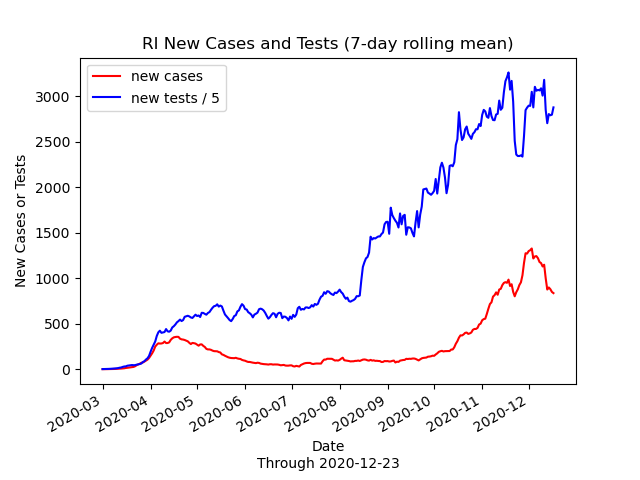 RI New Cases and Tests (7-day rolling mean)
new cases
new tests / 5
New Cases or Tests
3000
2500
2000
1500
1000
500
0
2020-03
2020-04
2020-05
2020-06
2020-07
2020-08
2020-09
2020-10
2020-11
2020-12
Date
Through 2020-12-23